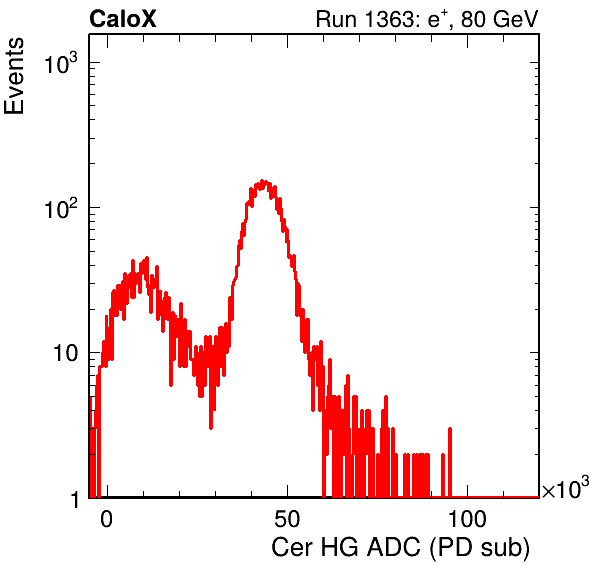 CaloX Run 1363: e⁺, 80 GeV
Events
10³
10²
10
1
0 50 100 ×10³
Cer HG ADC (PD sub)